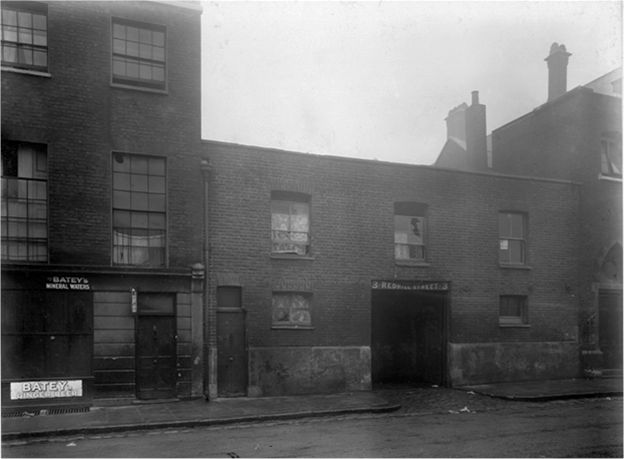 BATEY'S
MINERAL WATERS
3 REDHILL STREET 3
BATEY
GINGER BEER